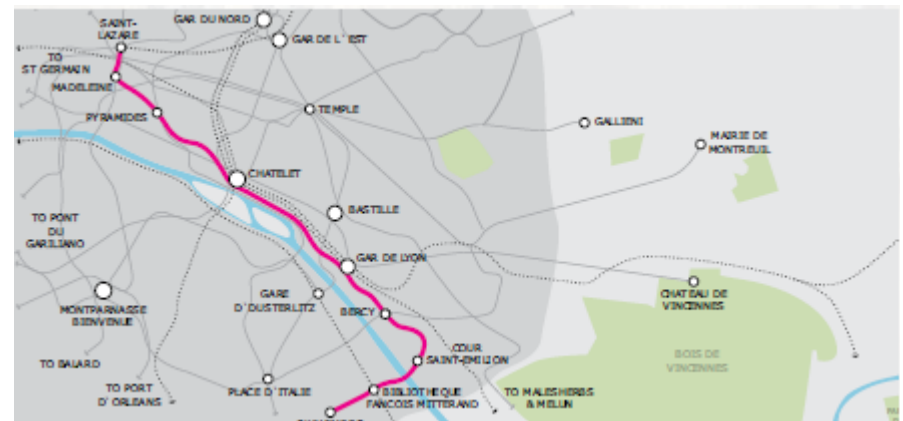 GAR DU NORD
SAINT-
LAZARE
GAR DE L' EST
TO
ST GERMAIN
MADELEINE
TEMPLE
PYRAMIDES
GALLIENI
MAIRIE DE
MONTREUIL
CHATELET
BASTILLE
TO PONT
DU
GARILIANO
GAR DE LYON
GARE
D'OUSTERLITZ
CHATEAU DE
VINCENNES
MONTPARNASSE
BIENVENUE
BERCY
COUR
SAINT-EMILION
BOIS DE
VINCENNES
TO BALARD
TO PORT
D' ORLEANS
PLACE D' ITALIE
BIBLIOTHEQUE
FANCOIS MITTERAND
TO MALESHERBS
& MELUN